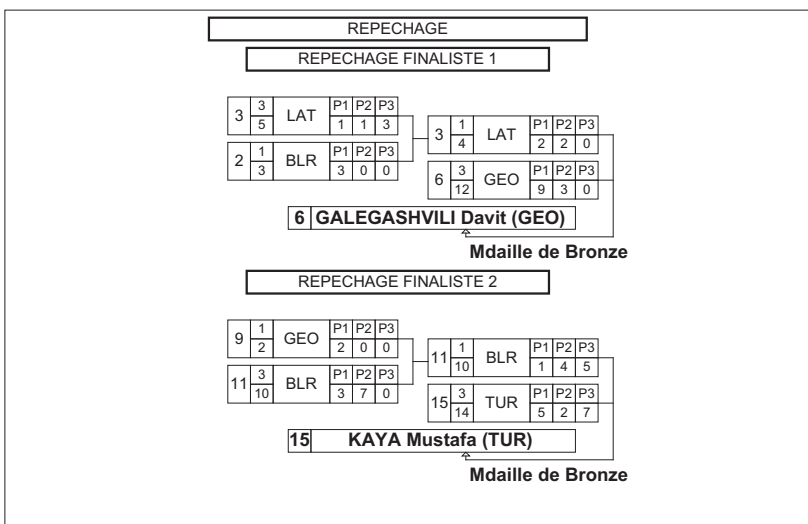 REPECHAGE
REPECHAGE FINALISTE 1
3 3 LAT P1 P2 P3
5 1 1 3
2 1 BLR P1 P2 P3
3 3 0 0
3 1 LAT P1 P2 P3
4 2 2 0
6 3 GEO P1 P2 P3
12 9 3 0
6 GALEGASHVILI Davit (GEO)
Mdaille de Bronze
REPECHAGE FINALISTE 2
9 1 GEO P1 P2 P3
2 2 0 0
11 3 BLR P1 P2 P3
10 3 7 0
11 1 BLR P1 P2 P3
10 1 4 5
15 3 TUR P1 P2 P3
14 5 2 7
15 KAYA Mustafa (TUR)
Mdaille de Bronze